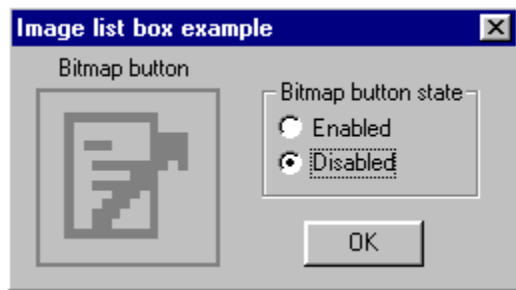 Image list box example
Bitmap button
Bitmap button state
Enabled
Disabled
OK